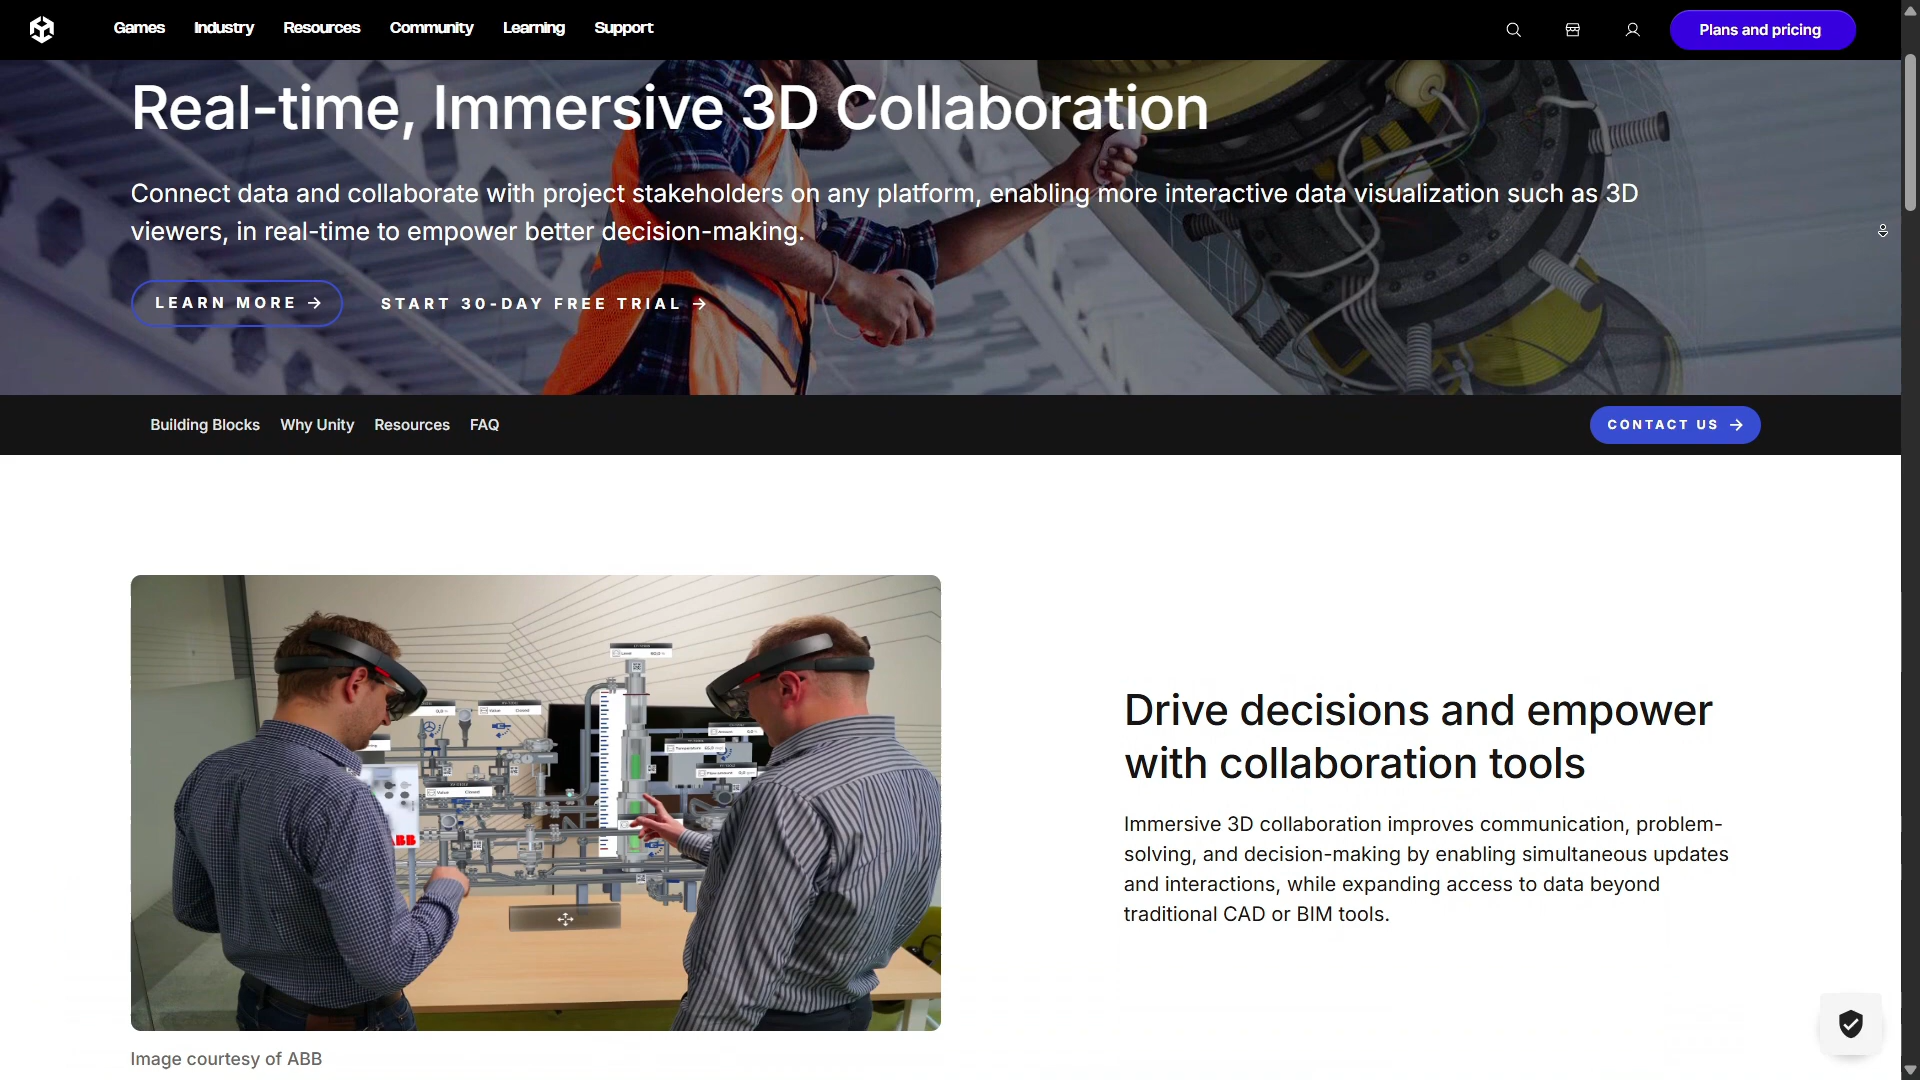 Games Industry Resources Community Learning Support
Plans and pricing
Real-time, Immersive 3D Collaboration
Connect data and collaborate with project stakeholders on any platform, enabling more interactive data visualization such as 3D
viewers, in real-time to empower better decision-making.
LEARN MORE →
START 30-DAY FREE TRIAL →
Building Blocks Why Unity Resources FAQ
CONTACT US →
ABB
Drive decisions and empower
with collaboration tools
Immersive 3D collaboration improves communication, problem-
solving, and decision-making by enabling simultaneous updates
and interactions, while expanding access to data beyond
traditional CAD or BIM tools.
Image courtesy of ABB